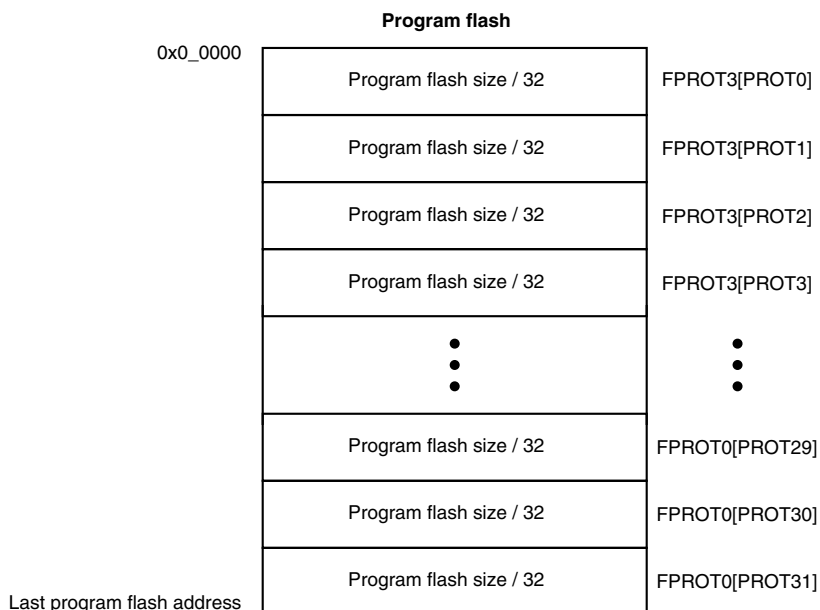 Program flash
0x0_0000
Program flash size / 32 FPROT3[PROT0]
Program flash size / 32 FPROT3[PROT1]
Program flash size / 32 FPROT3[PROT2]
Program flash size / 32 FPROT3[PROT3]
Program flash size / 32 FPROT0[PROT29]
Program flash size / 32 FPROT0[PROT30]
Program flash size / 32 FPROT0[PROT31]
Last program flash address